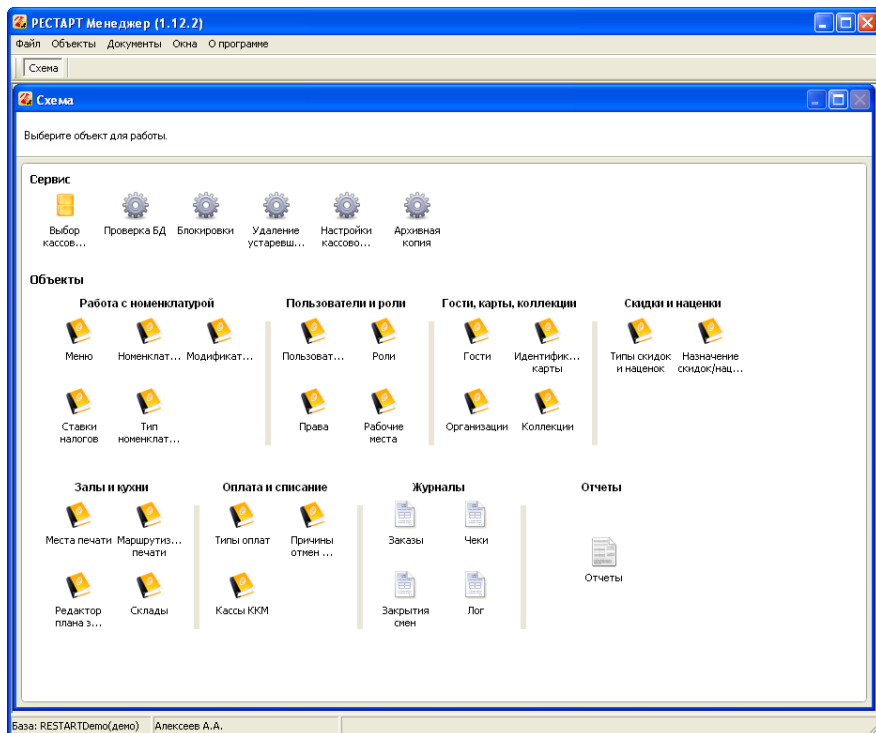 РЕСТАРТ Менеджер (1.12.2)
Файл Объекты Документы Окна О программе
Схема
Схема
Выберите объект для работы.
Сервис
Выбор кассов...
Проверка БД
Блокировки
Удаление устаревш...
Настройки кассово...
Архивная копия
Объекты
Работа с номенклатурой
Меню
Номенклат...
Модификат...
Ставки налогов
Тип номенклат...
Пользователи и роли
Пользоват...
Роли
Права
Рабочие места
Гости, карты, коллекции
Гости
Идентифик... карты
Организации
Коллекции
Скидки и наценки
Типы скидок и наценок
Назначение скидок/нац...
Залы и кухни
Места печати
Маршрутиз... печати
Редактор плана з...
Склады
Оплата и списание
Типы оплат
Причины отмен ...
Кассы ККМ
Журналы
Заказы
Чеки
Закрытия смен
Лог
Отчеты
Отчеты
База: RESTARTDemo(демо) Алексеев А.А.